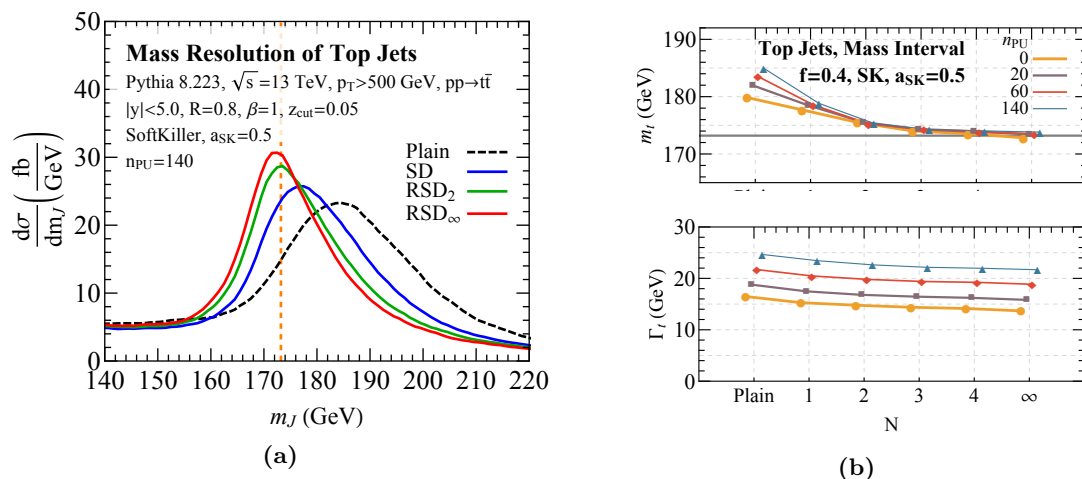 50
40
30
20
10
0
dσ/dm_J (fb/GeV)
Mass Resolution of Top Jets
Pythia 8.223, √s =13 TeV, p_T>500 GeV, pp→tt̄
|y|<5.0, R=0.8, β=1, z_cut=0.05
SoftKiller, a_SK=0.5
n_PU=140
Plain
SD
RSD₂
RSD∞
140 150 160 170 180 190 200 210 220
m_J (GeV)
(a)
190
180
170
m_t (GeV)
Top Jets, Mass Interval
f=0.4, SK, a_SK=0.5
n_PU
0
20
60
140
30
20
10
0
Γ_t (GeV)
Plain 1 2 3 4 ∞
N
(b)